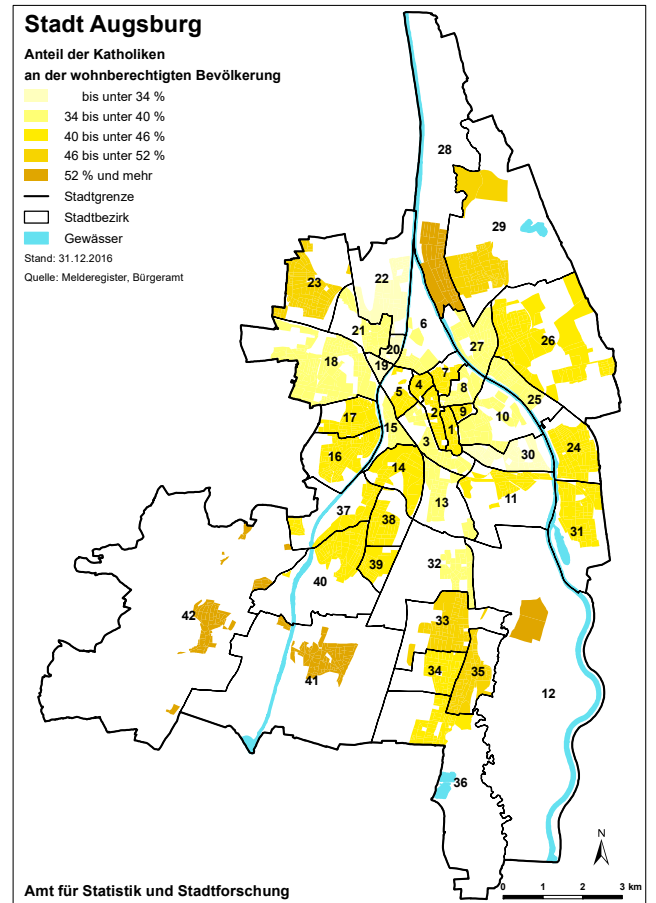 Stadt Augsburg
Anteil der Katholiken
an der wohnberechtigten Bevölkerung
bis unter 34 %
34 bis unter 40 %
40 bis unter 46 %
46 bis unter 52 %
52 % und mehr
Stadtgrenze
Stadtbezirk
Gewässer
Stand: 31.12.2016
Quelle: Melderegister, Bürgeramt
28
29
23
22
6
21
20
27
26
18
19
7
4
8
5
25
2
9
10
17
15
1
3
24
16
30
14
11
13
37
38
31
32
39
40
42
33
34
35
41
12
36
N
0 1 2 3 km
Amt für Statistik und Stadtforschung